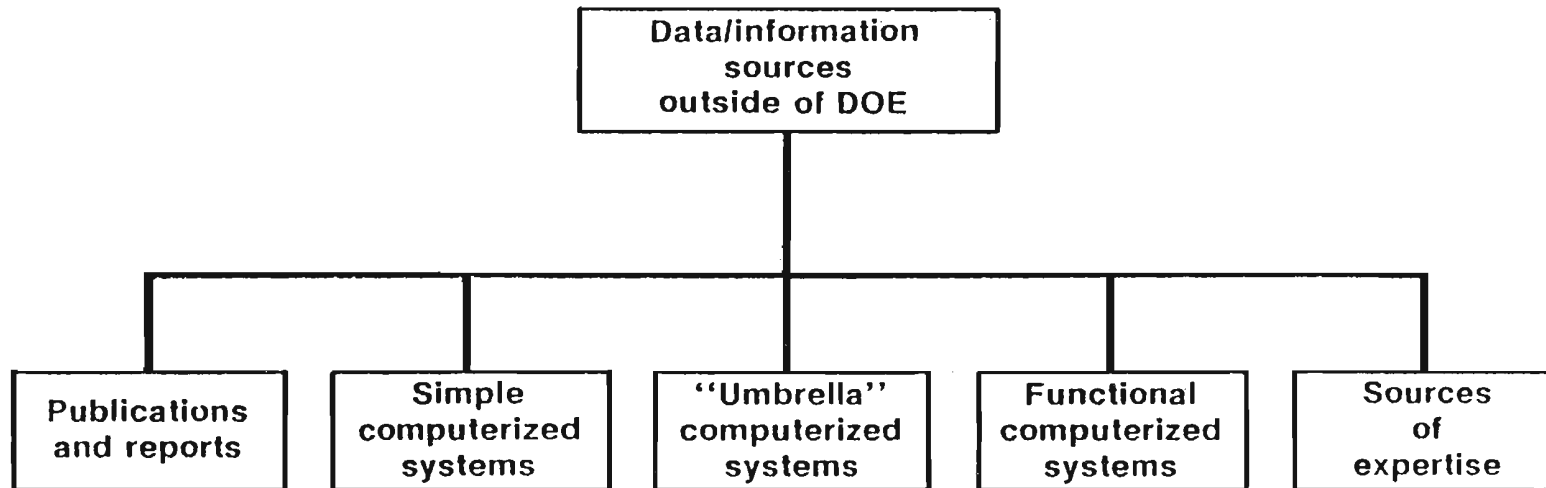 Data/information
sources
outside of DOE
Publications
and reports
Simple
computerized
systems
“Umbrella”
computerized
systems
Functional
computerized
systems
Sources
of
expertise